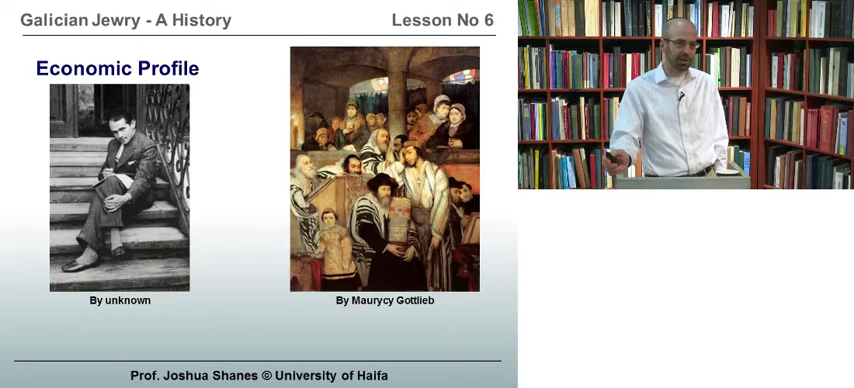 Galician Jewry - A History
Lesson No 6
Economic Profile
By unknown
By Maurycy Gottlieb
Prof. Joshua Shanes © University of Haifa